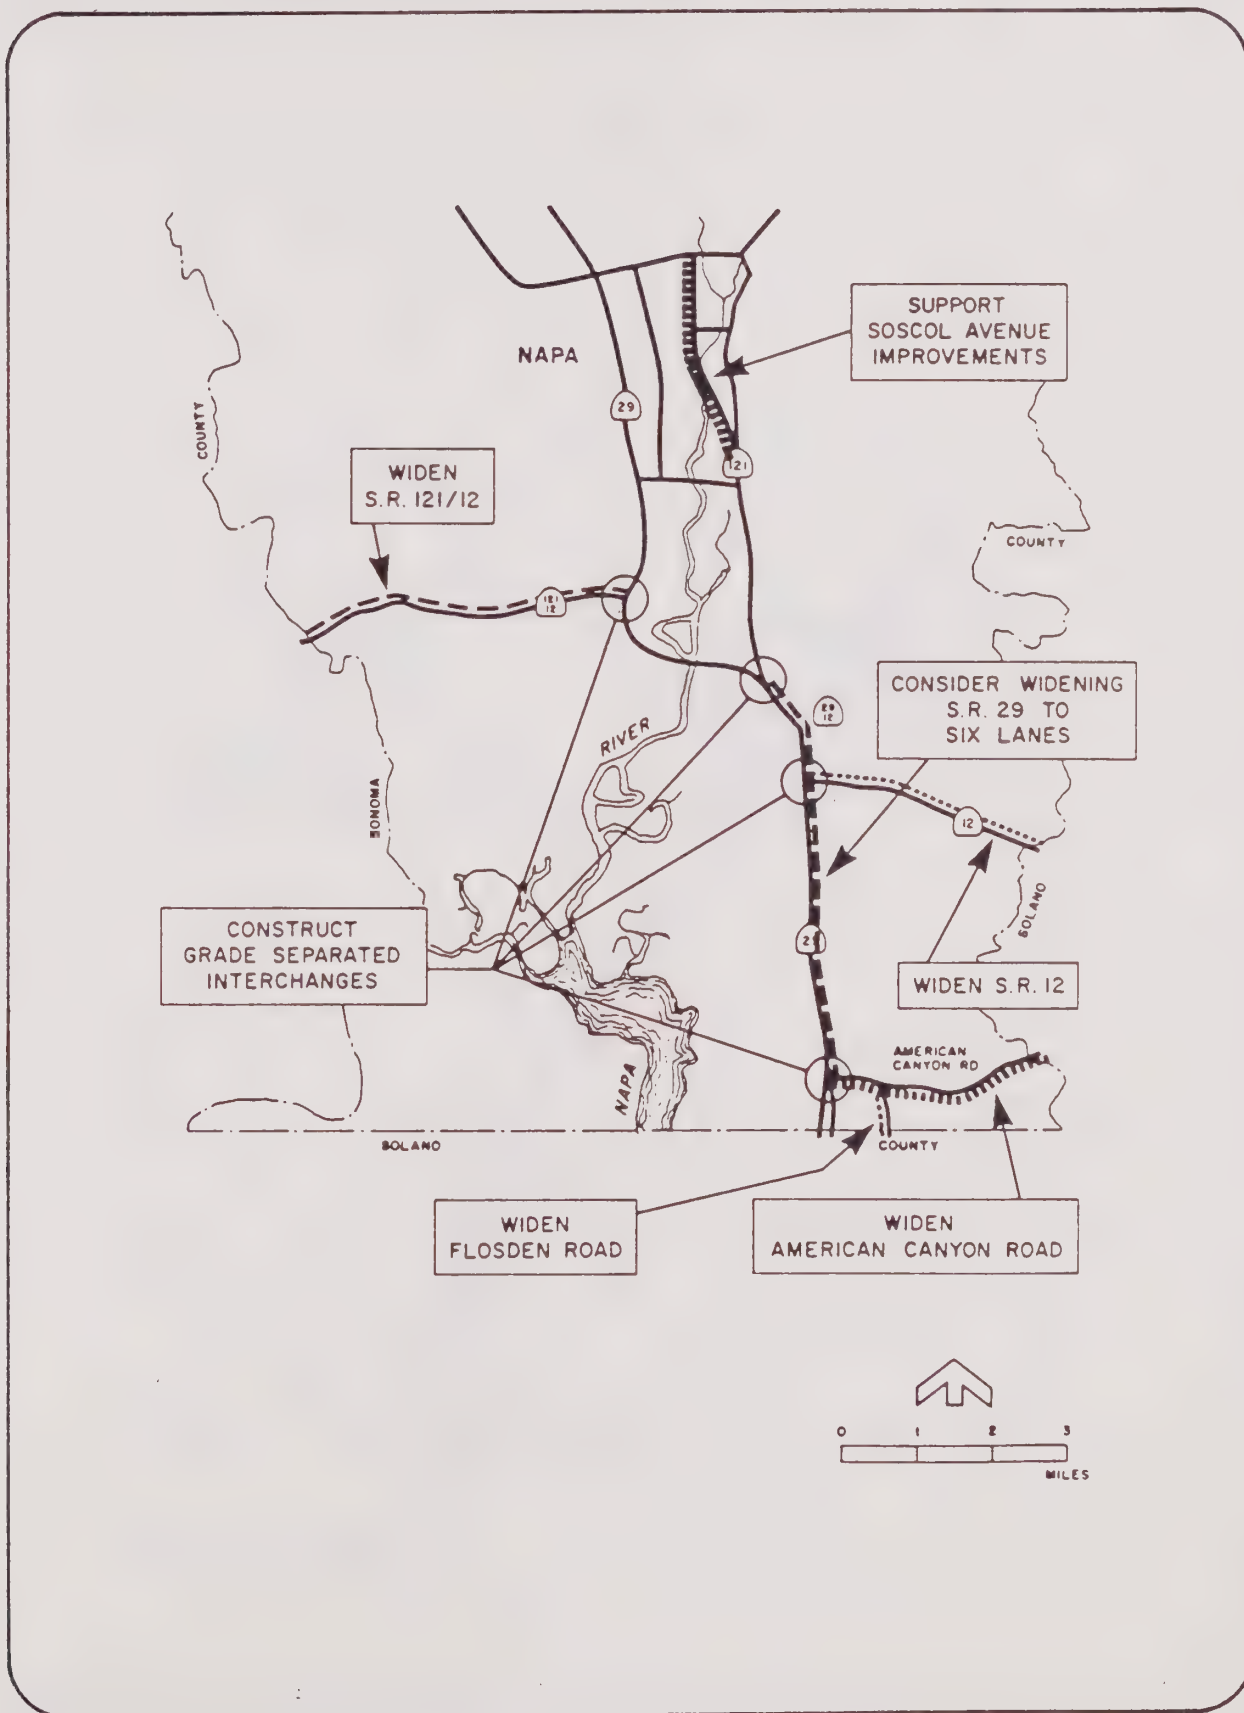 SUPPORT
SOSCOL AVENUE
IMPROVEMENTS
NAPA
29
COUNTY
121
WIDEN
S.R. 121/12
COUNTY
121
12
CONSIDER WIDENING
S.R. 29 TO
SIX LANES
29
12
RIVER
SONOMA
12
SOLANO
CONSTRUCT
GRADE SEPARATED
INTERCHANGES
WIDEN S.R. 12
AMERICAN
CANYON RD
NAPA
SOLANO
COUNTY
WIDEN
FLOSDEN ROAD
WIDEN
AMERICAN CANYON ROAD
0 1 2 3
MILES